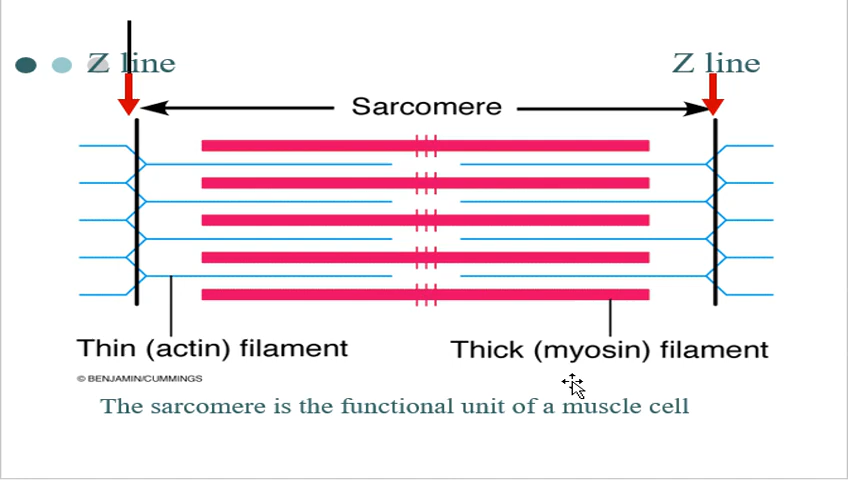 Z line
Z line
Sarcomere
Thin (actin) filament
Thick (myosin) filament
© BENJAMIN/CUMMINGS
The sarcomere is the functional unit of a muscle cell